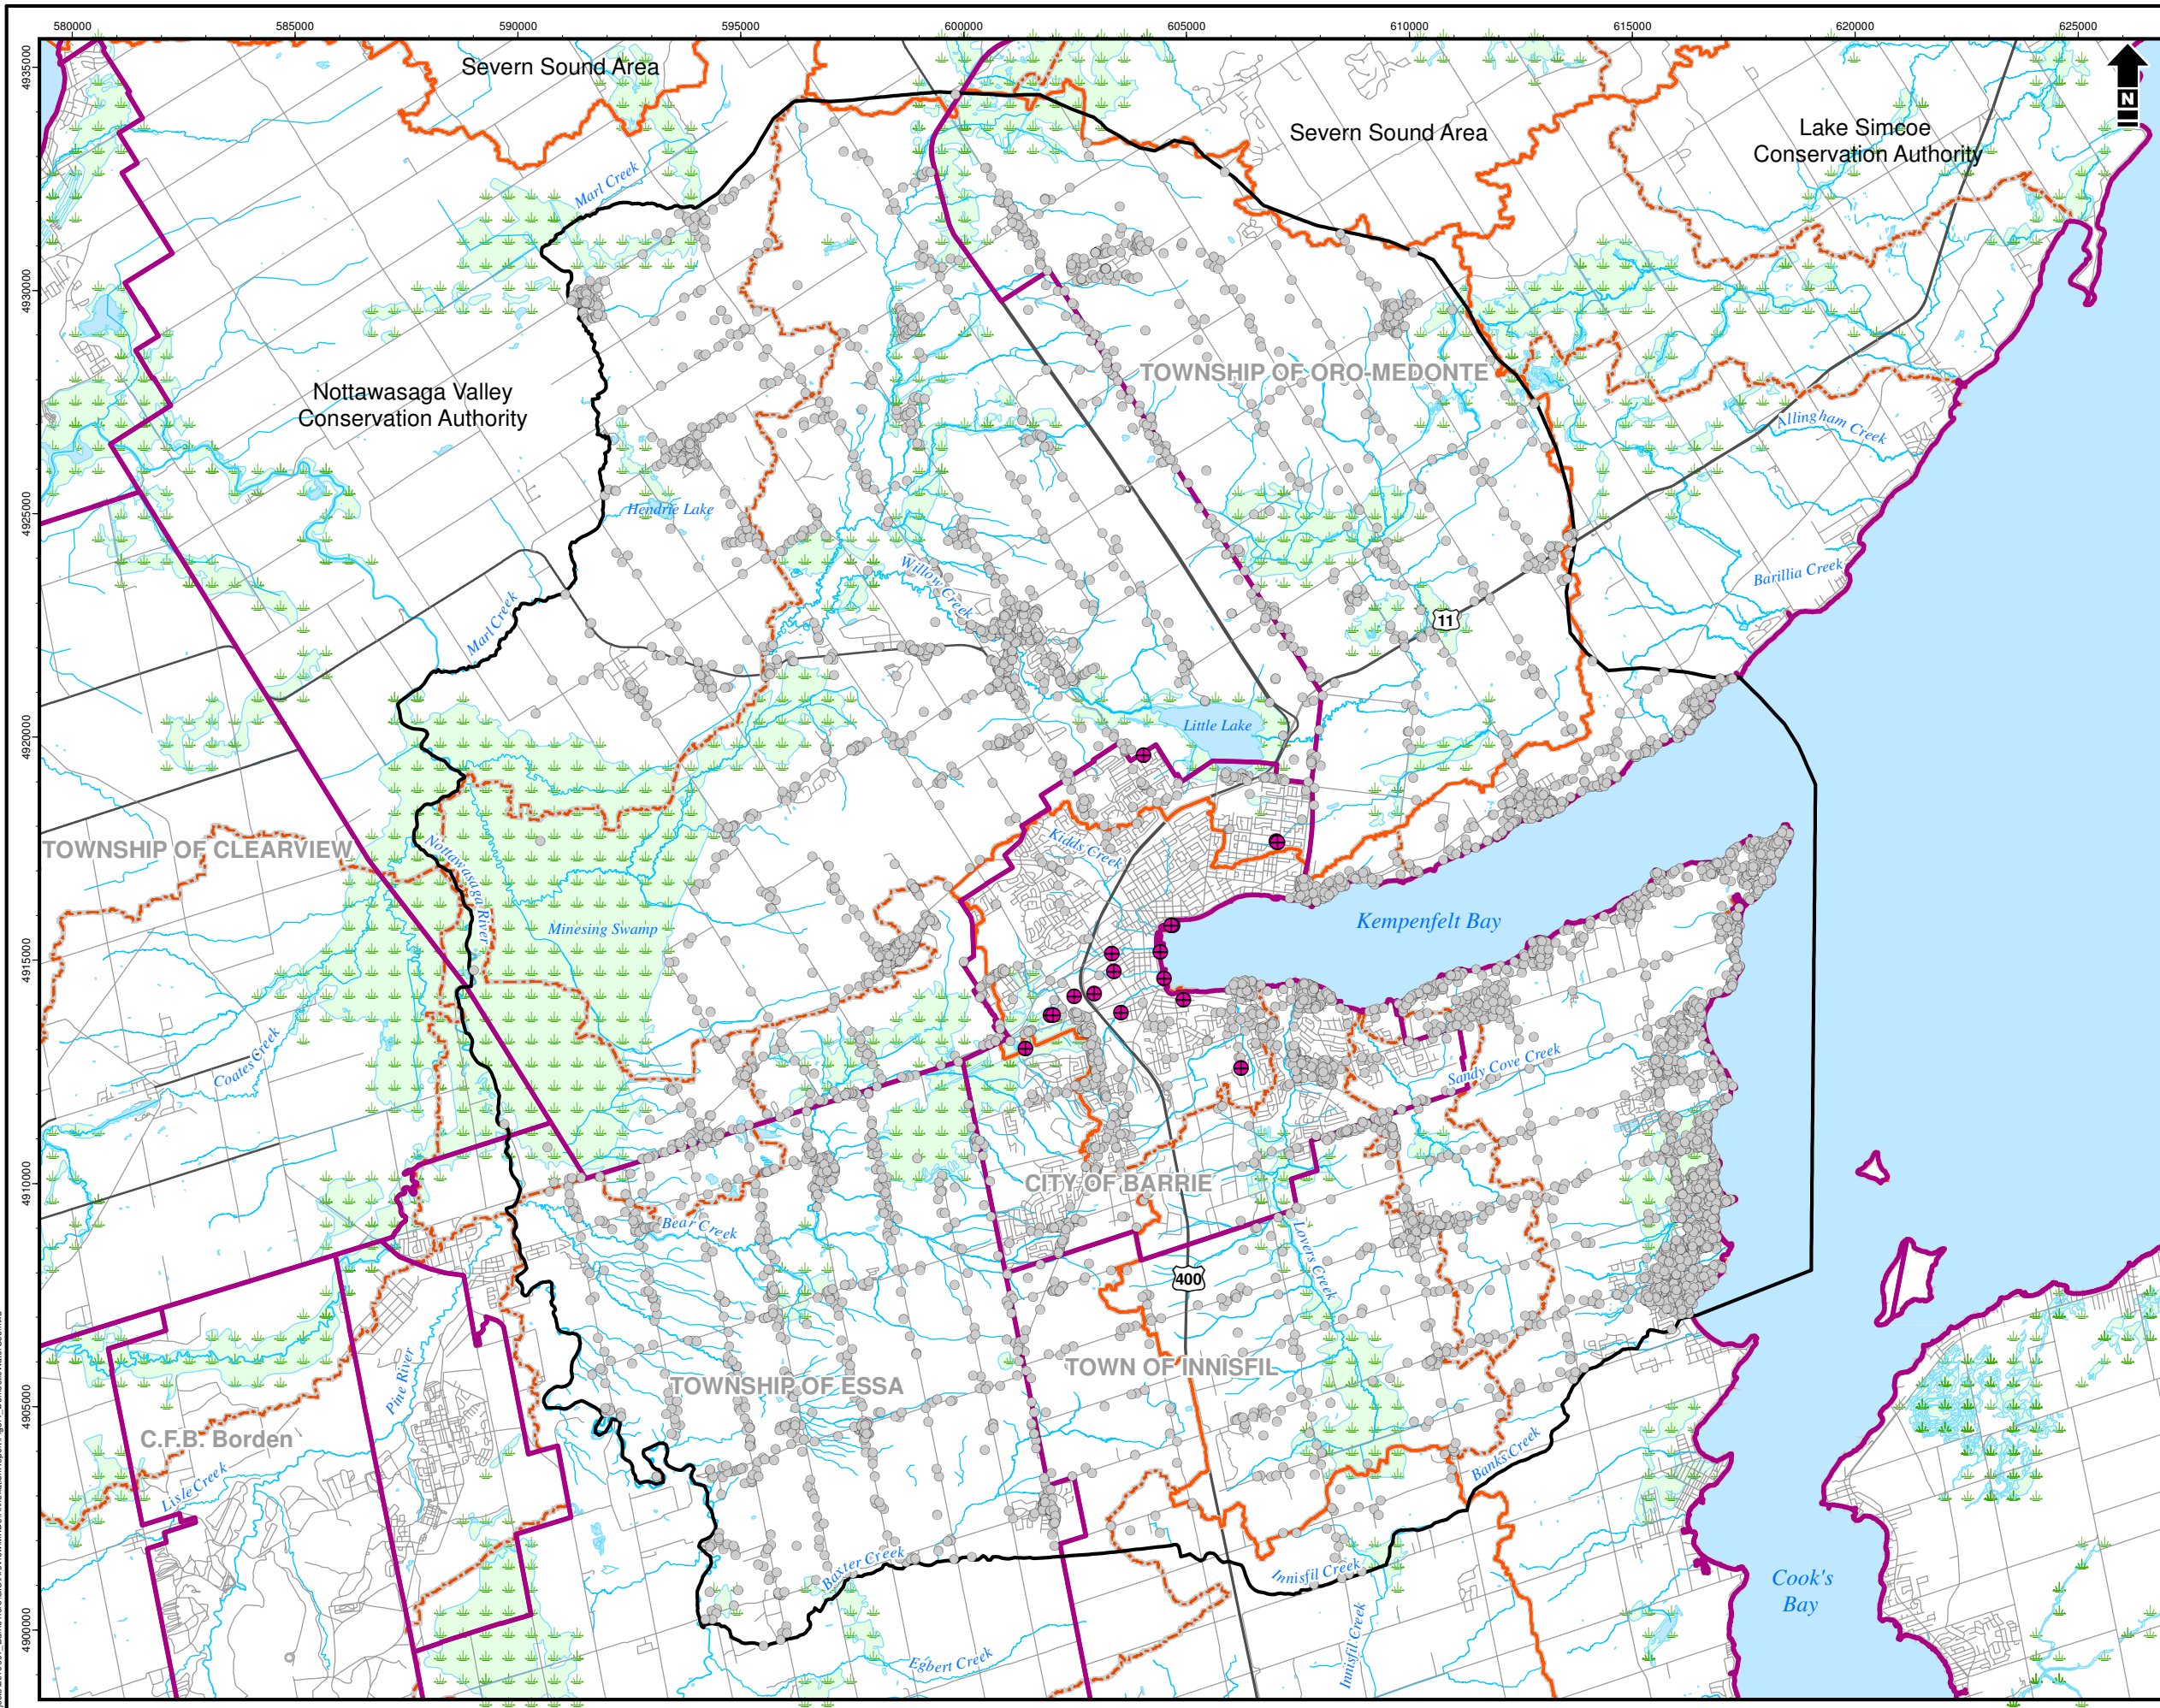 580000 585000 590000 595000 600000 605000 610000 615000 620000 625000
4935000
4930000
4925000
4920000
4915000
4910000
4905000
4900000
N
Severn Sound Area
Severn Sound Area
Lake Simcoe
Conservation Authority
Marl Creek
TOWNSHIP OF ORO-MEDONTE
Nottawasaga Valley
Conservation Authority
Allingham Creek
Hendrie Lake
Willow Creek
Barillia Creek
Marl Creek
11
Little Lake
TOWNSHIP OF CLEARVIEW
Kidds Creek
Nottawasaga River
Minesing Swamp
Kempenfelt Bay
Coates Creek
Sandy Cove Creek
CITY OF BARRIE
Bear Creek
Lovers Creek
400
TOWN OF INNISFIL
TOWNSHIP OF ESSA
Pine River
C.F.B. Borden
Lisle Creek
Banks Creek
Baxter Creek
Innisfil Creek
Cook's
Bay
Innisfil Creek
Egbert Creek